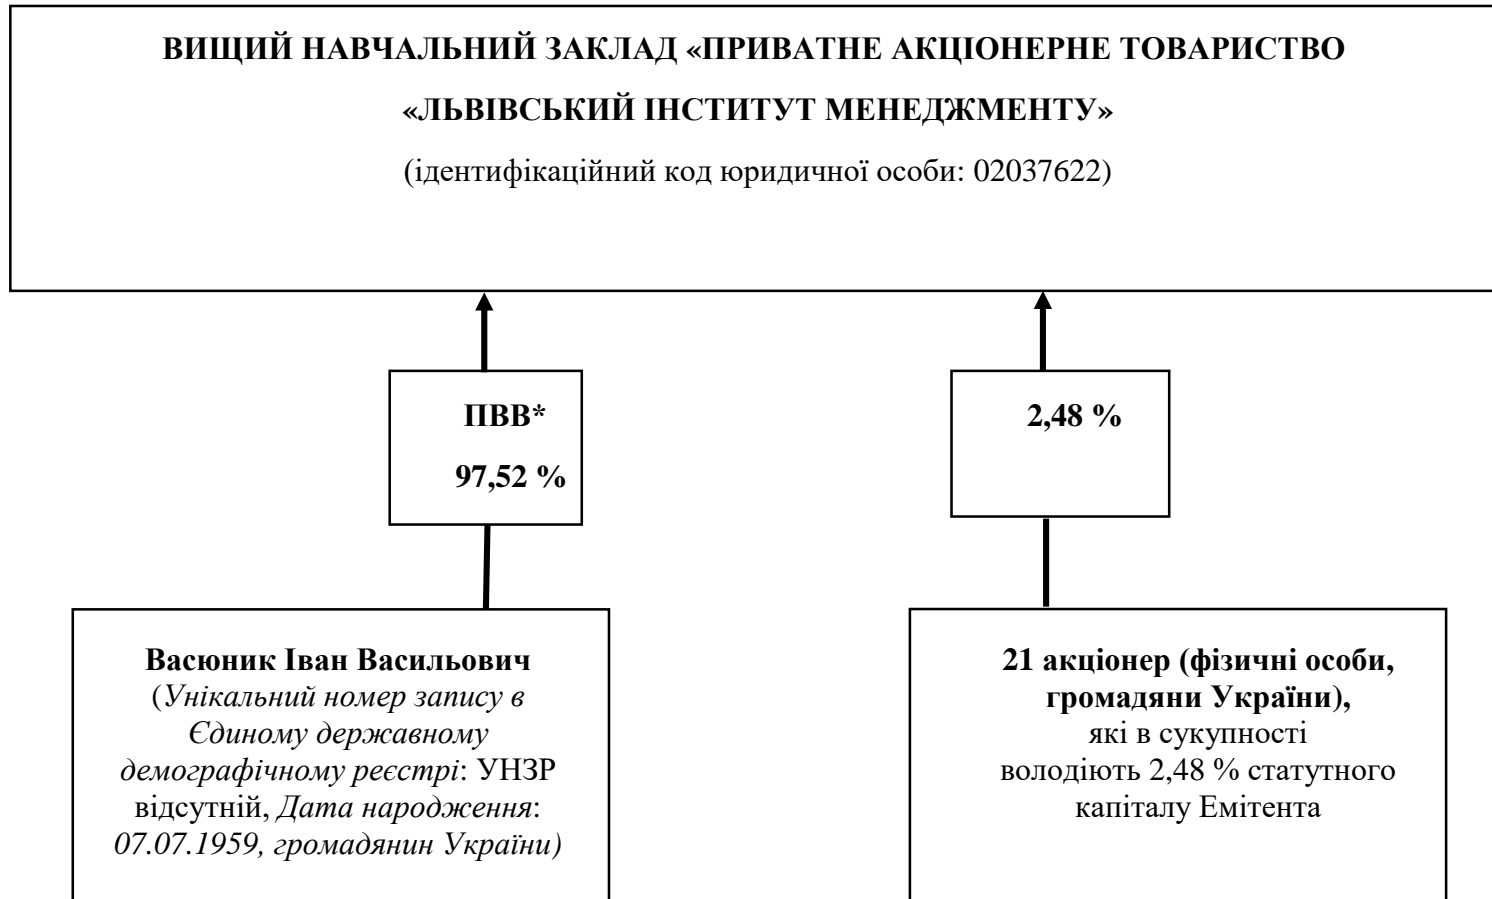 ВИЩИЙ НАВЧАЛЬНИЙ ЗАКЛАД «ПРИВАТНЕ АКЦІОНЕРНЕ ТОВАРИСТВО
«ЛЬВІВСЬКИЙ ІНСТИТУТ МЕНЕДЖМЕНТУ»
(ідентифікаційний код юридичної особи: 02037622)
ПВВ*
97,52 %
2,48 %
Васюник Іван Васильович
(Унікальний номер запису в
Єдиному державному
демографічному реєстрі: УНЗР
відсутній, Дата народження:
07.07.1959, громадянин України)
21 акціонер (фізичні особи,
громадяни України),
які в сукупності
володіють 2,48 % статутного
капіталу Емітента